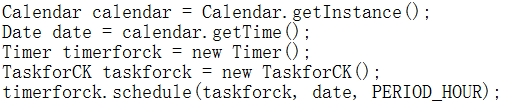 Calendar calendar = Calendar.getInstance();
Date date = calendar.getTime();
Timer timerforck = new Timer();
TaskforCK taskforck = new TaskforCK();
timerforck.schedule(taskforck, date, PERIOD_HOUR);